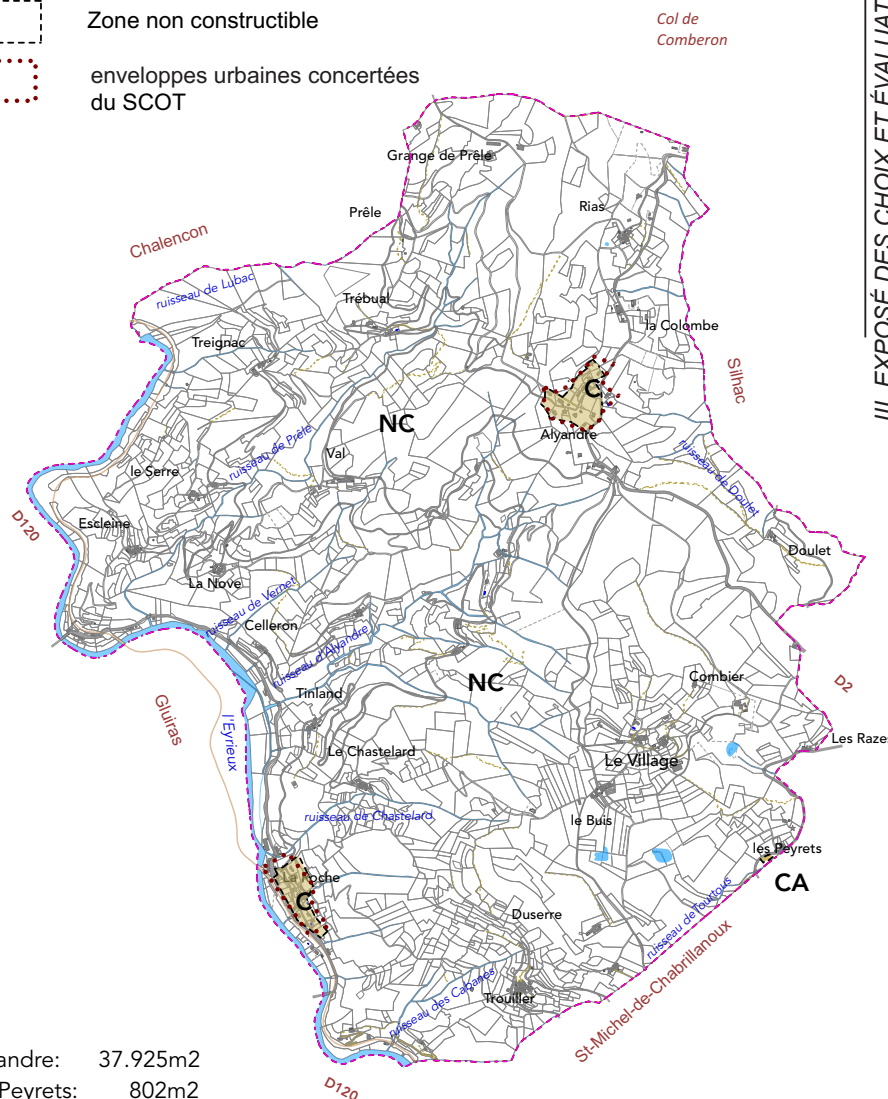 Zone non constructible
enveloppes urbaines concertées
du SCOT
Col de
Comberon
III EXPOSÉ DES CHOIX ET
Grange de Prêle
Prêle
Rias
Chalencon
ruisseau de Lubac
Trébual
la Colombe
Treignac
Silhac
C
NC
Alyandre
ruisseau de Prêle
Val
le Serre
ruisseau de Doulet
D120
Escleine
Doulet
La Nove
ruisseau de Vernet
Celleron
ruisseau d'Alyandre
NC
Combier
D2
Tinland
Gluiras
l'Eyrieux
Les Razes
Le Chastelard
Le Village
ruisseau de Chastelard
le Buis
les Peyrets
La Roche
CA
C
ruisseau de Tourtous
Duserre
St-Michel-de-Chabrillanoux
ruisseau des Cabanes
Trouiller
andre: 37.925m2
Peyrets: 802m2
D120